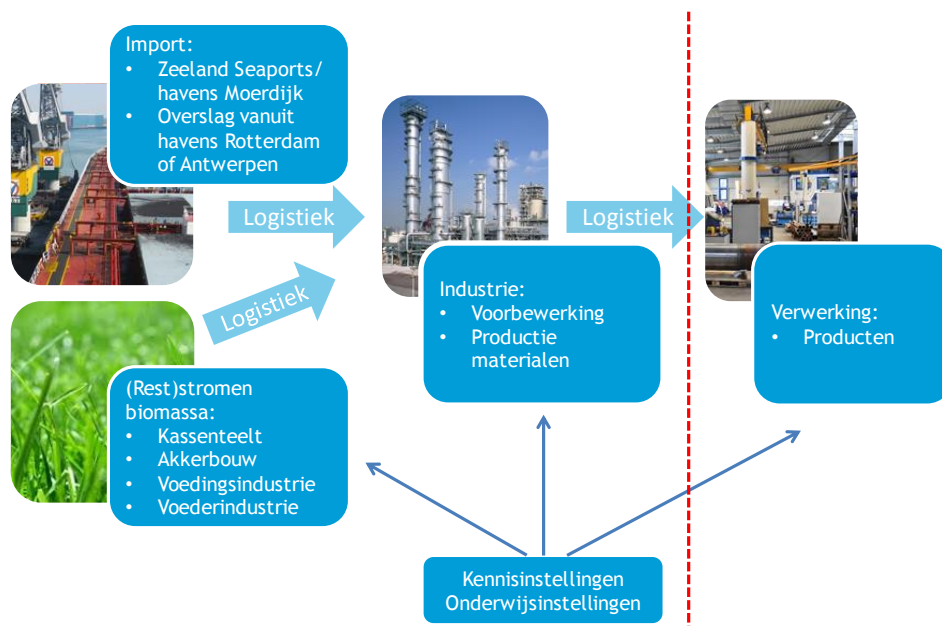 Import:
• Zeeland Seaports/
havens Moerdijk
• Overslag vanuit
havens Rotterdam
of Antwerpen
Logistiek
Logistiek
Logistiek
Industrie:
• Voorbewerking
• Productie
materialen
Verwerking:
• Producten
(Rest)stromen
biomassa:
• Kassenteelt
• Akkerbouw
• Voedingsindustrie
• Voederindustrie
Kennisinstellingen
Onderwijsinstellingen